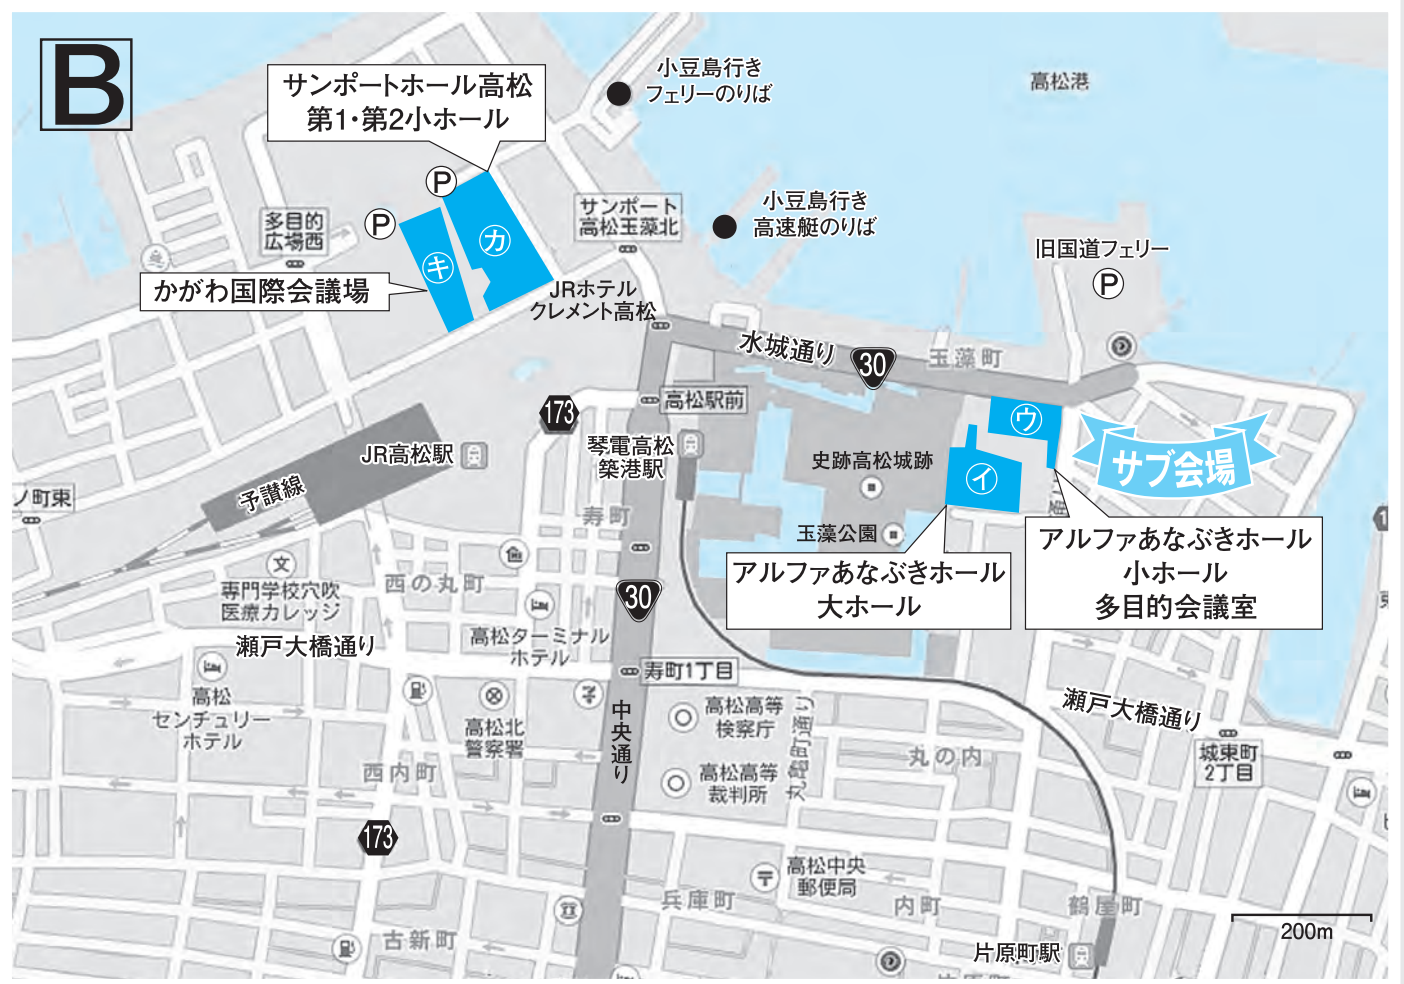 B
サンポートホール高松
第1・第2小ホール
小豆島行き
フェリーのりば
高松港
P
P
多目的
広場西
サンポート
高松玉藻北
小豆島行き
高速艇のりば
旧国道フェリー
P
カ
キ
かがわ国際会議場
JRホテル
クレメント高松
水城通り
30
玉藻町
173
高松駅前
JR高松駅
琴電高松
築港駅
史跡高松城跡
ウ
イ
サブ会場
ノ町東
予讃線
寿町
玉藻公園
アルファあなぶきホール
大ホール
アルファあなぶきホール
小ホール
多目的会議室
文
専門学校穴吹
医療カレッジ
西の丸町
30
瀬戸大橋通り
高松ターミナル
ホテル
寿町1丁目
高松
センチュリー
ホテル
高松北
警察署
中央通り
高松高等
検察庁
丸亀町通り
瀬戸大橋通り
丸の内
城東町
2丁目
西内町
高松高等
裁判所
173
高松中央
郵便局
兵庫町
内町
鶴屋町
古新町
片原町駅
200m